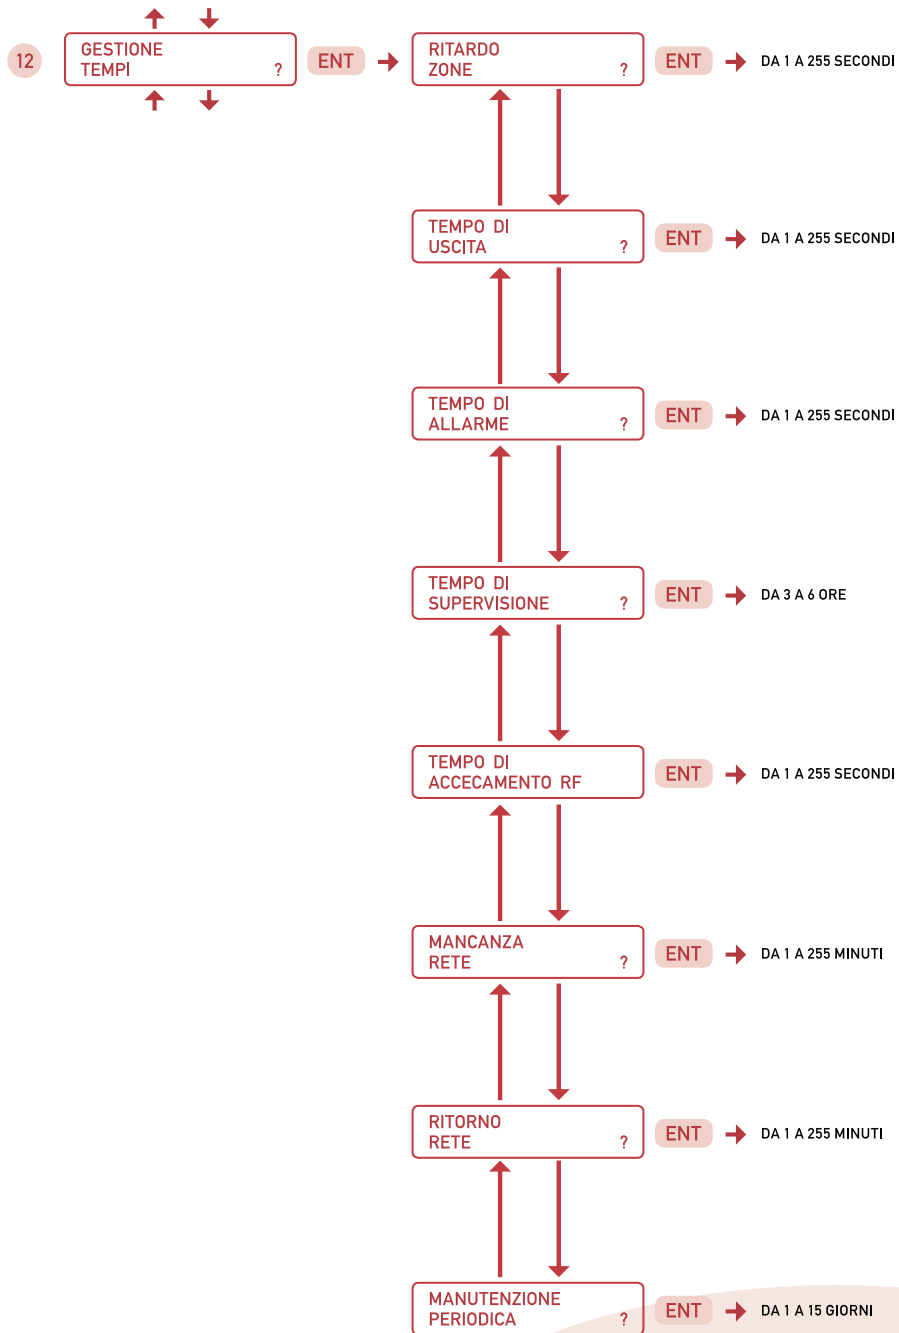 12
GESTIONE
TEMPI ?
ENT
RITARDO
ZONE ?
ENT
DA 1 A 255 SECONDI
TEMPO DI
USCITA ?
ENT
DA 1 A 255 SECONDI
TEMPO DI
ALLARME ?
ENT
DA 1 A 255 SECONDI
TEMPO DI
SUPERVISIONE ?
ENT
DA 3 A 6 ORE
TEMPO DI
ACCECAMENTO RF
ENT
DA 1 A 255 SECONDI
MANCANZA
RETE ?
ENT
DA 1 A 255 MINUTI
RITORNO
RETE ?
ENT
DA 1 A 255 MINUTI
MANUTENZIONE
PERIODICA ?
ENT
DA 1 A 15 GIORNI